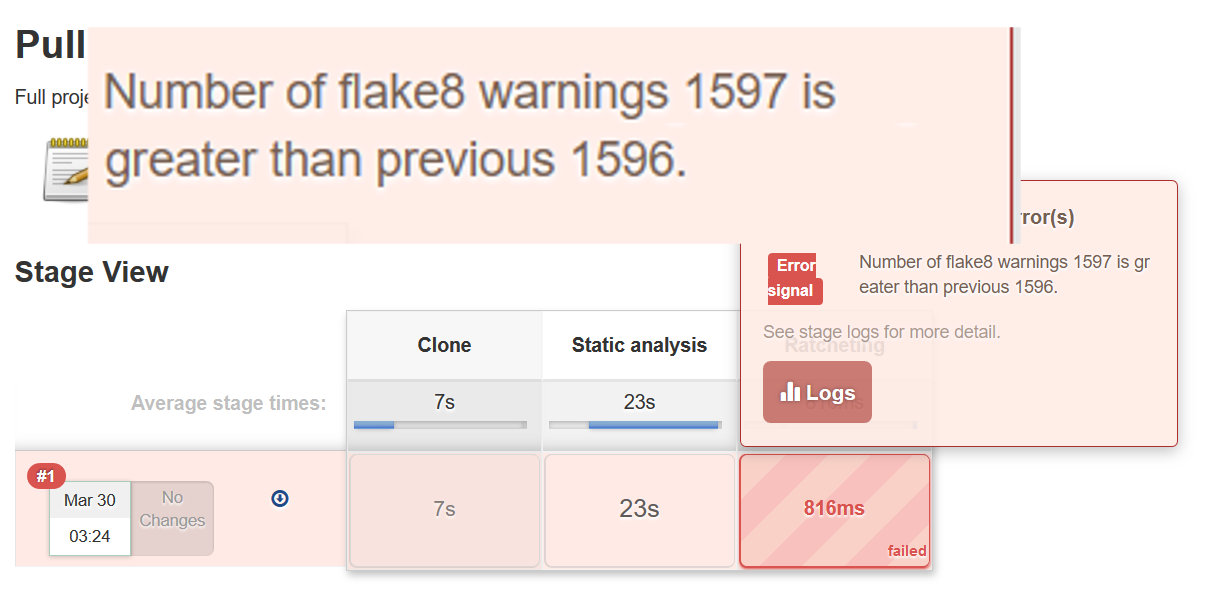 Pull
Full proje
Number of flake8 warnings 1597 is
greater than previous 1596.
Stage View
rror(s)
Error
signal
Number of flake8 warnings 1597 is gr
eater than previous 1596.
See stage logs for more detail.
Logs
Clone
Static analysis
Ratcheting
Average stage times:
7s
23s
#1
Mar 30
03:24
No
Changes
7s
23s
816ms
failed